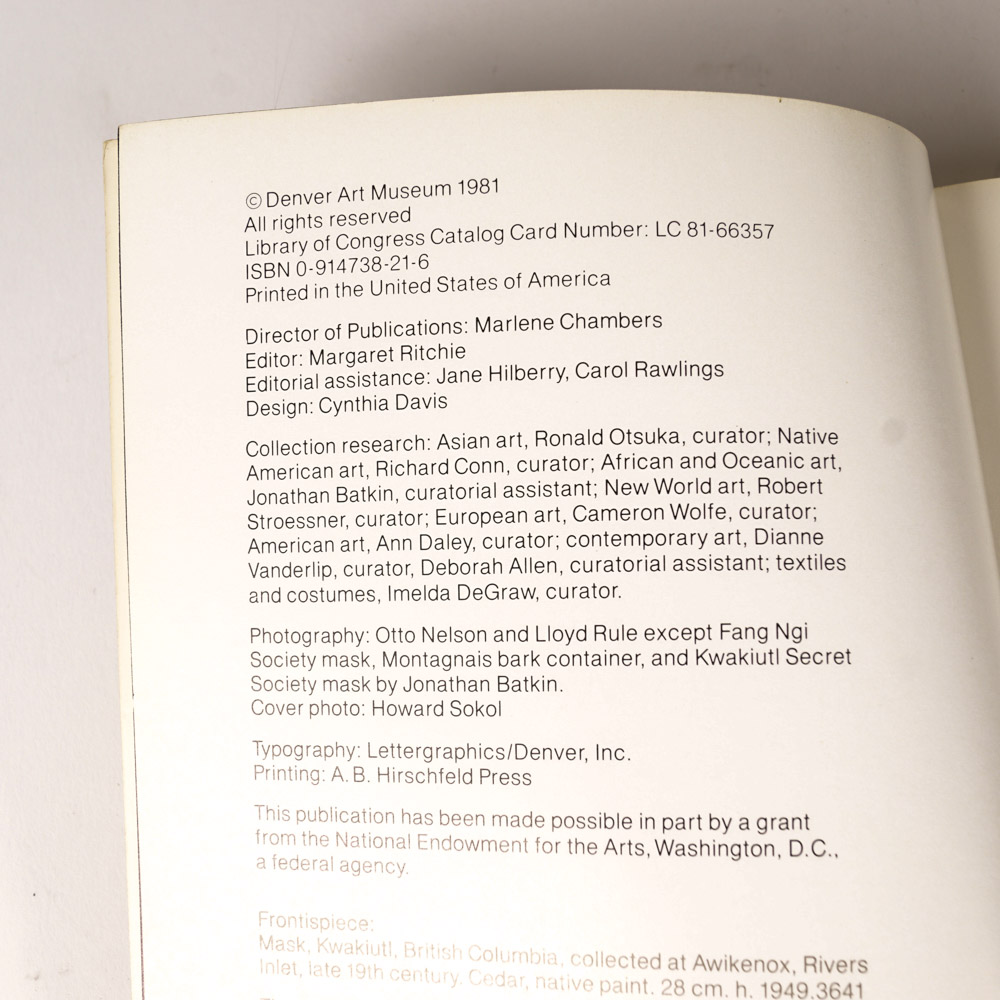 © Denver Art Museum 1981
All rights reserved
Library of Congress Catalog Card Number: LC 81-66357
ISBN 0-914738-21-6
Printed in the United States of America
Director of Publications: Marlene Chambers
Editor: Margaret Ritchie
Editorial assistance: Jane Hilberry, Carol Rawlings
Design: Cynthia Davis
Collection research: Asian art, Ronald Otsuka, curator; Native
American art, Richard Conn, curator; African and Oceanic art,
Jonathan Batkin, curatorial assistant; New World art, Robert
Stroessner, curator; European art, Cameron Wolfe, curator;
American art, Ann Daley, curator; contemporary art, Dianne
Vanderlip, curator, Deborah Allen, curatorial assistant; textiles
and costumes, Imelda DeGraw, curator.
Photography: Otto Nelson and Lloyd Rule except Fang Ngi
Society mask, Montagnais bark container, and Kwakiutl Secret
Society mask by Jonathan Batkin.
Cover photo: Howard Sokol
Typography: Lettergraphics/Denver, Inc.
Printing: A.B. Hirschfeld Press
This publication has been made possible in part by a grant
from the National Endowment for the Arts, Washington, D.C.,
a federal agency.
Frontispiece:
Mask, Kwakiutl, British Columbia, collected at Awikenox, Rivers
Inlet, late 19th century. Cedar, native paint. 28 cm. h. 1949.3641